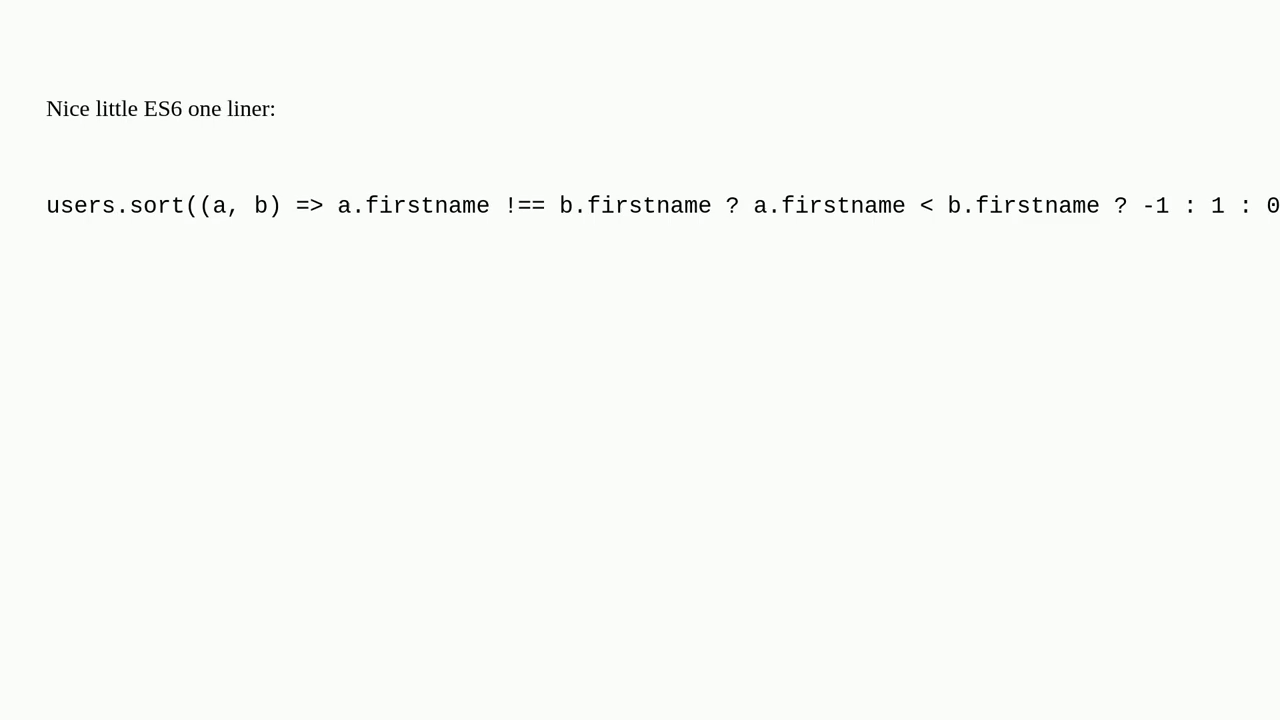 Nice little ES6 one liner:
users.sort((a, b) => a.firstname !== b.firstname ? a.firstname < b.firstname ? -1 : 1 : 0